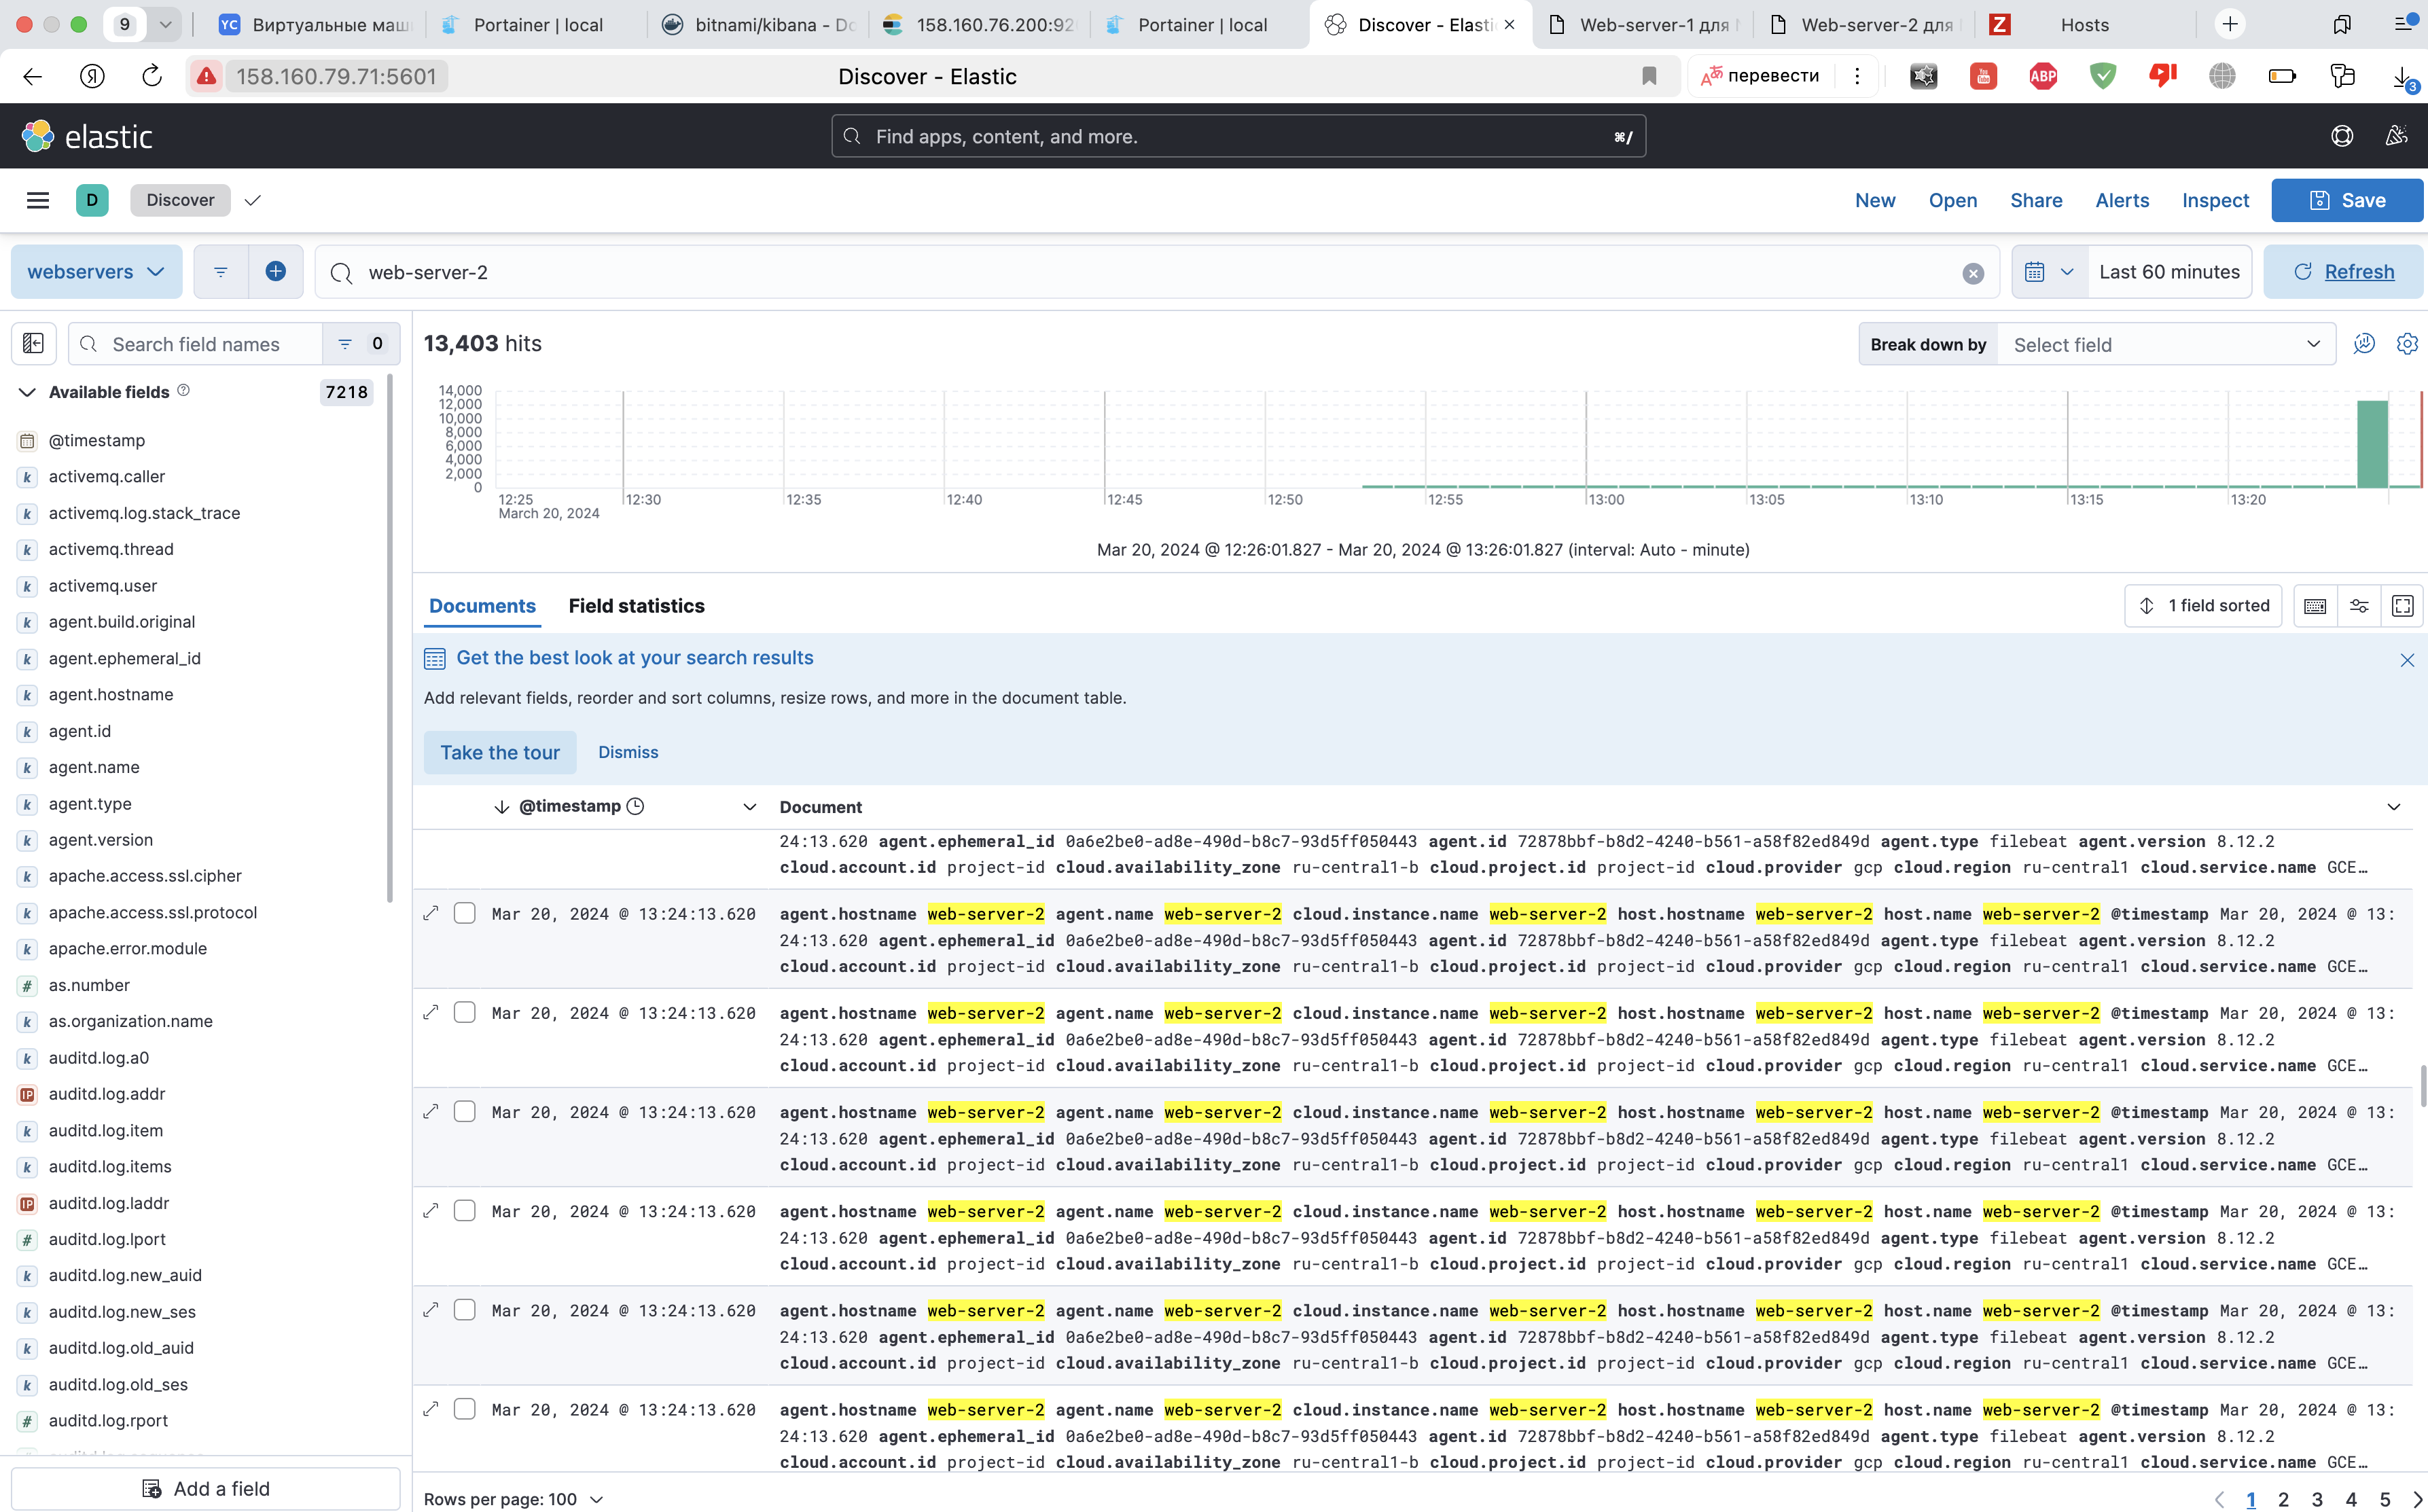 9
YC Виртуальные маш
Portainer | local
bitnami/kibana - Do
158.160.76.200:92
Portainer | local
Discover - Elasti
Web-server-1 для
Web-server-2 для
Z Hosts
Я
158.160.79.71:5601
Discover - Elastic
перевести
ABP
3
elastic
Find apps, content, and more.
⌘/
D
Discover
New
Open
Share
Alerts
Inspect
Save
webservers
web-server-2
Last 60 minutes
Refresh
Search field names
0
13,403 hits
Break down by
Select field
Available fields
7218
@timestamp
k activemq.caller
k activemq.log.stack_trace
k activemq.thread
k activemq.user
k agent.build.original
k agent.ephemeral_id
k agent.hostname
k agent.id
k agent.name
k agent.type
k agent.version
k apache.access.ssl.cipher
k apache.access.ssl.protocol
k apache.error.module
# as.number
k as.organization.name
k auditd.log.a0
IP auditd.log.addr
k auditd.log.item
k auditd.log.items
IP auditd.log.laddr
# auditd.log.lport
k auditd.log.new_auid
k auditd.log.new_ses
k auditd.log.old_auid
k auditd.log.old_ses
# auditd.log.rport
Add a field
14,000
12,000
10,000
8,000
6,000
4,000
2,000
0
12:25
March 20, 2024
12:30
12:35
12:40
12:45
12:50
12:55
13:00
13:05
13:10
13:15
13:20
Mar 20, 2024 @ 12:26:01.827 - Mar 20, 2024 @ 13:26:01.827 (interval: Auto - minute)
Documents
Field statistics
1 field sorted
Get the best look at your search results
Add relevant fields, reorder and sort columns, resize rows, and more in the document table.
Take the tour
Dismiss
@timestamp
Document
24:13.620 agent.ephemeral_id 0a6e2be0-ad8e-490d-b8c7-93d5ff050443 agent.id 72878bbf-b8d2-4240-b561-a58f82ed849d agent.type filebeat agent.version 8.12.2
cloud.account.id project-id cloud.availability_zone ru-central1-b cloud.project.id project-id cloud.provider gcp cloud.region ru-central1 cloud.service.name GCE…
Mar 20, 2024 @ 13:24:13.620 agent.hostname web-server-2 agent.name web-server-2 cloud.instance.name web-server-2 host.hostname web-server-2 host.name web-server-2 @timestamp Mar 20, 2024 @ 13:
24:13.620 agent.ephemeral_id 0a6e2be0-ad8e-490d-b8c7-93d5ff050443 agent.id 72878bbf-b8d2-4240-b561-a58f82ed849d agent.type filebeat agent.version 8.12.2
cloud.account.id project-id cloud.availability_zone ru-central1-b cloud.project.id project-id cloud.provider gcp cloud.region ru-central1 cloud.service.name GCE…
Mar 20, 2024 @ 13:24:13.620 agent.hostname web-server-2 agent.name web-server-2 cloud.instance.name web-server-2 host.hostname web-server-2 host.name web-server-2 @timestamp Mar 20, 2024 @ 13:
24:13.620 agent.ephemeral_id 0a6e2be0-ad8e-490d-b8c7-93d5ff050443 agent.id 72878bbf-b8d2-4240-b561-a58f82ed849d agent.type filebeat agent.version 8.12.2
cloud.account.id project-id cloud.availability_zone ru-central1-b cloud.project.id project-id cloud.provider gcp cloud.region ru-central1 cloud.service.name GCE…
Mar 20, 2024 @ 13:24:13.620 agent.hostname web-server-2 agent.name web-server-2 cloud.instance.name web-server-2 host.hostname web-server-2 host.name web-server-2 @timestamp Mar 20, 2024 @ 13:
24:13.620 agent.ephemeral_id 0a6e2be0-ad8e-490d-b8c7-93d5ff050443 agent.id 72878bbf-b8d2-4240-b561-a58f82ed849d agent.type filebeat agent.version 8.12.2
cloud.account.id project-id cloud.availability_zone ru-central1-b cloud.project.id project-id cloud.provider gcp cloud.region ru-central1 cloud.service.name GCE…
Mar 20, 2024 @ 13:24:13.620 agent.hostname web-server-2 agent.name web-server-2 cloud.instance.name web-server-2 host.hostname web-server-2 host.name web-server-2 @timestamp Mar 20, 2024 @ 13:
24:13.620 agent.ephemeral_id 0a6e2be0-ad8e-490d-b8c7-93d5ff050443 agent.id 72878bbf-b8d2-4240-b561-a58f82ed849d agent.type filebeat agent.version 8.12.2
cloud.account.id project-id cloud.availability_zone ru-central1-b cloud.project.id project-id cloud.provider gcp cloud.region ru-central1 cloud.service.name GCE…
Mar 20, 2024 @ 13:24:13.620 agent.hostname web-server-2 agent.name web-server-2 cloud.instance.name web-server-2 host.hostname web-server-2 host.name web-server-2 @timestamp Mar 20, 2024 @ 13:
24:13.620 agent.ephemeral_id 0a6e2be0-ad8e-490d-b8c7-93d5ff050443 agent.id 72878bbf-b8d2-4240-b561-a58f82ed849d agent.type filebeat agent.version 8.12.2
cloud.account.id project-id cloud.availability_zone ru-central1-b cloud.project.id project-id cloud.provider gcp cloud.region ru-central1 cloud.service.name GCE…
Mar 20, 2024 @ 13:24:13.620 agent.hostname web-server-2 agent.name web-server-2 cloud.instance.name web-server-2 host.hostname web-server-2 host.name web-server-2 @timestamp Mar 20, 2024 @ 13:
24:13.620 agent.ephemeral_id 0a6e2be0-ad8e-490d-b8c7-93d5ff050443 agent.id 72878bbf-b8d2-4240-b561-a58f82ed849d agent.type filebeat agent.version 8.12.2
cloud.account.id project-id cloud.availability_zone ru-central1-b cloud.project.id project-id cloud.provider gcp cloud.region ru-central1 cloud.service.name GCE…
Rows per page: 100
1 2 3 4 5